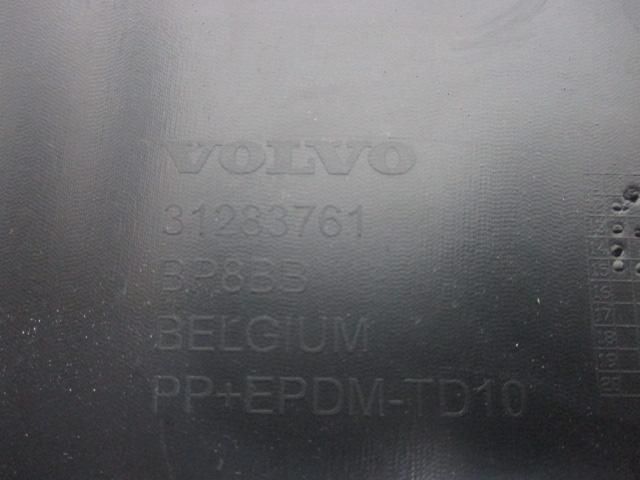 VOLVO
31283761
BP8BB
BELGIUM
PP+EPDM-TD10